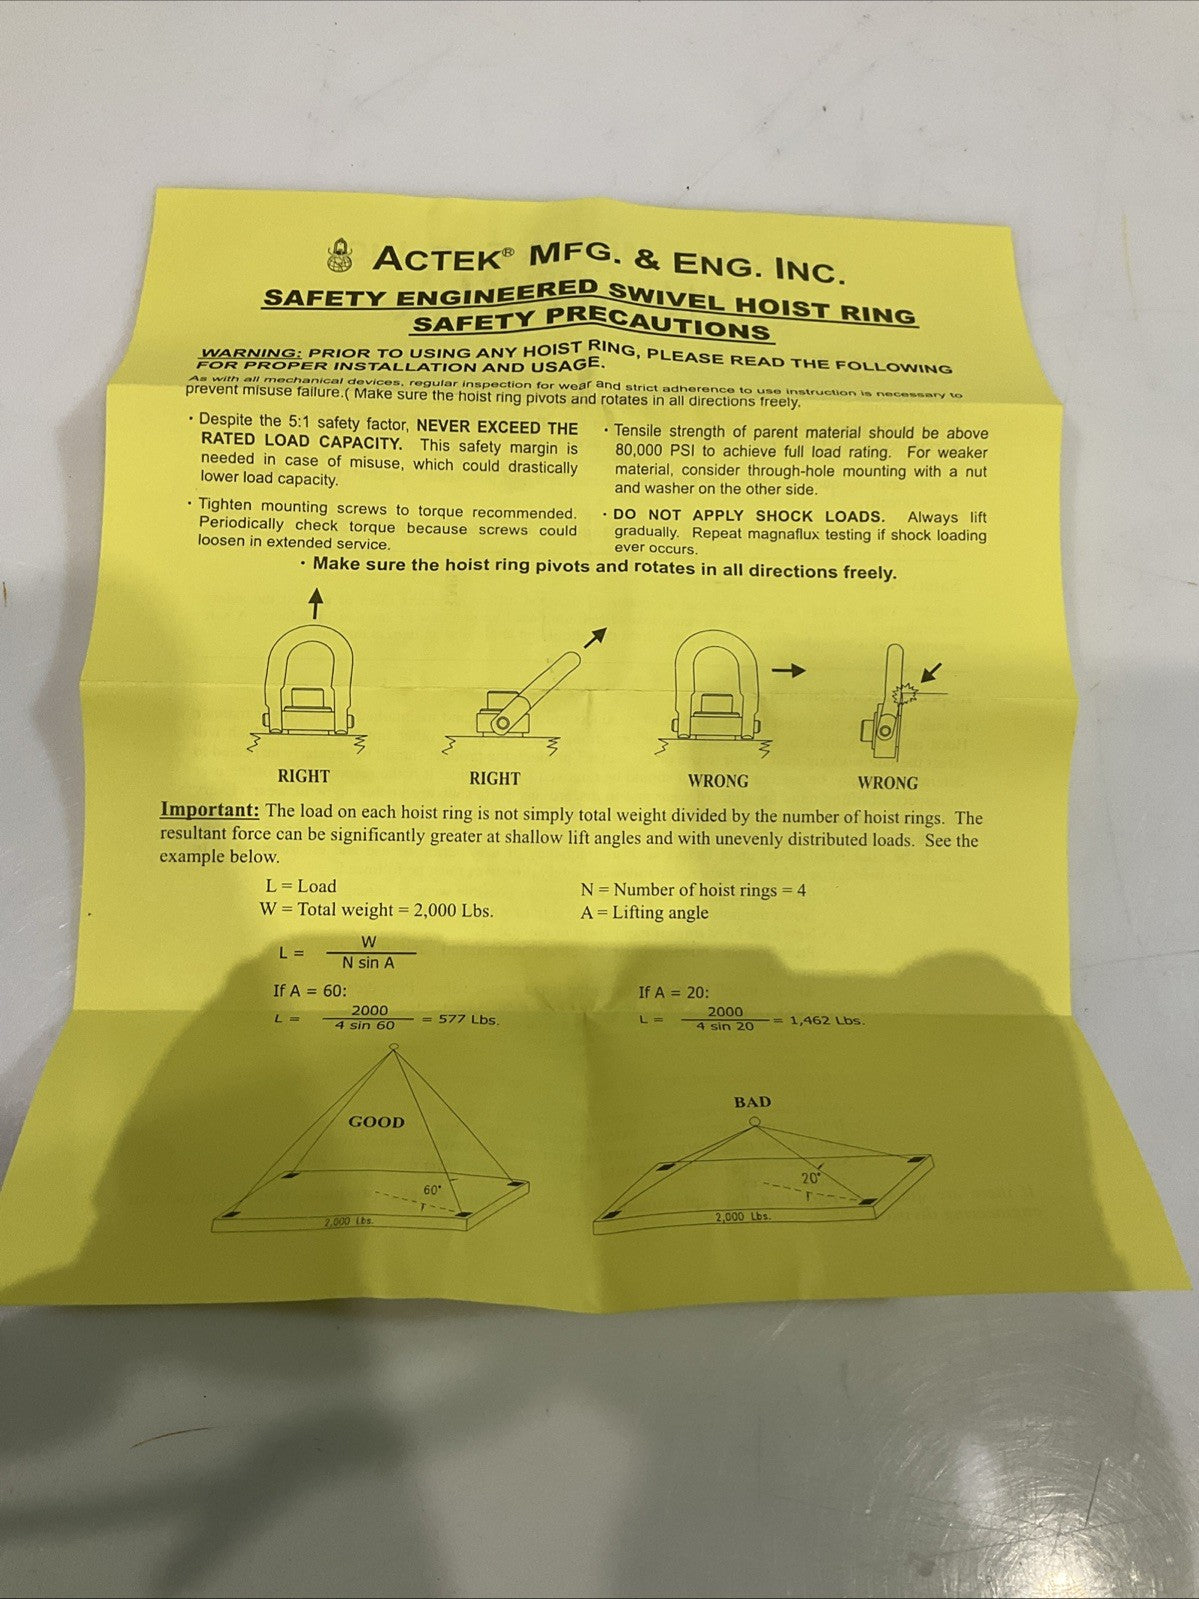 ACTEK® MFG. & ENG. INC.
SAFETY ENGINEERED SWIVEL HOIST RING
SAFETY PRECAUTIONS
WARNING: PRIOR TO USING ANY HOIST RING, PLEASE READ THE FOLLOWING
FOR PROPER INSTALLATION AND USAGE.
As with all mechanical devices, regular inspection for wear and strict adherence to use instruction is necessary to
prevent misuse failure.( Make sure the hoist ring pivots and rotates in all directions freely.
· Despite the 5:1 safety factor, NEVER EXCEED THE
RATED LOAD CAPACITY. This safety margin is
needed in case of misuse, which could drastically
lower load capacity.
· Tighten mounting screws to torque recommended.
Periodically check torque because screws could
loosen in extended service.
· Tensile strength of parent material should be above
80,000 PSI to achieve full load rating. For weaker
material, consider through-hole mounting with a nut
and washer on the other side.
· DO NOT APPLY SHOCK LOADS. Always lift
gradually. Repeat magnaflux testing if shock loading
ever occurs.
· Make sure the hoist ring pivots and rotates in all directions freely.
RIGHT RIGHT WRONG WRONG
Important: The load on each hoist ring is not simply total weight divided by the number of hoist rings. The
resultant force can be significantly greater at shallow lift angles and with unevenly distributed loads. See the
example below.
L = Load
W = Total weight = 2,000 Lbs.
N = Number of hoist rings = 4
A = Lifting angle
L = W
N sin A
If A = 60:
L = 2000 = 577 Lbs.
4 sin 60
If A = 20:
L = 2000 = 1,462 Lbs.
4 sin 20
GOOD
60°
2,000 Lbs.
BAD
20°
2,000 Lbs.